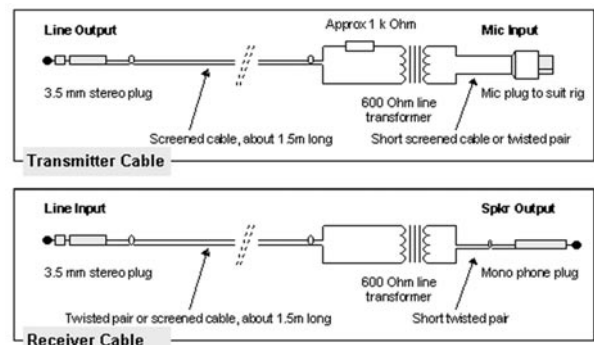 Approx 1 k Ohm
Line Output
Mic Input
3.5 mm stereo plug
600 Ohm line
transformer
Mic plug to suit rig
Screened cable, about 1.5m long
Short screened cable or twisted pair
Transmitter Cable
Line Input
Spkr Output
3.5 mm stereo plug
600 Ohm line
transformer
Mono phone plug
Twisted pair or screened cable, about 1.5m long
Short twisted pair
Receiver Cable